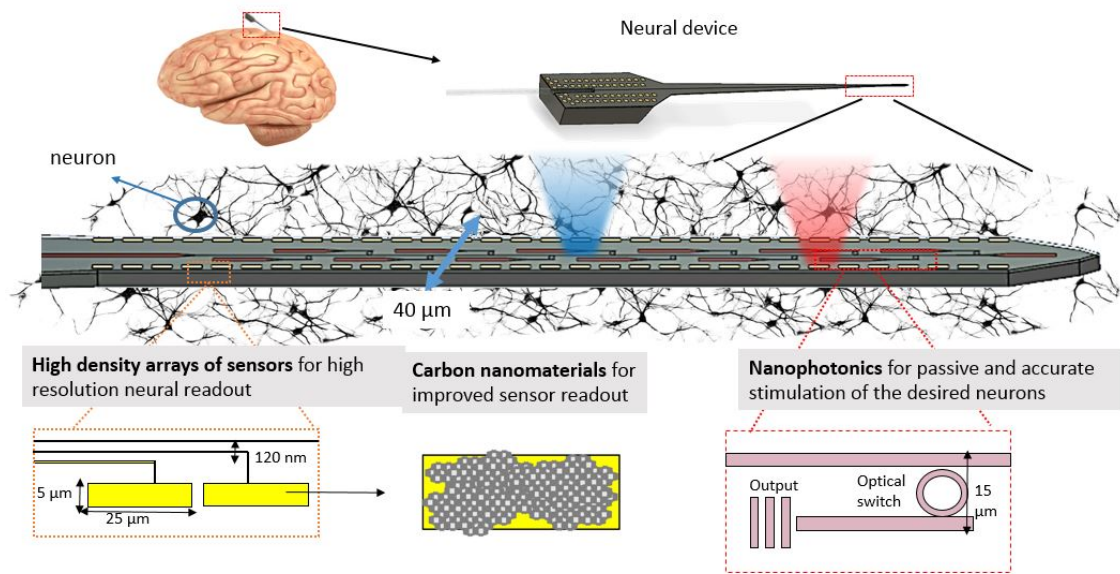 Neural device
neuron
40 μm
High density arrays of sensors for high
resolution neural readout
Carbon nanomaterials for
improved sensor readout
Nanophotonics for passive and accurate
stimulation of the desired neurons
120 nm
5 μm
25 μm
Output
Optical
switch
15
μm